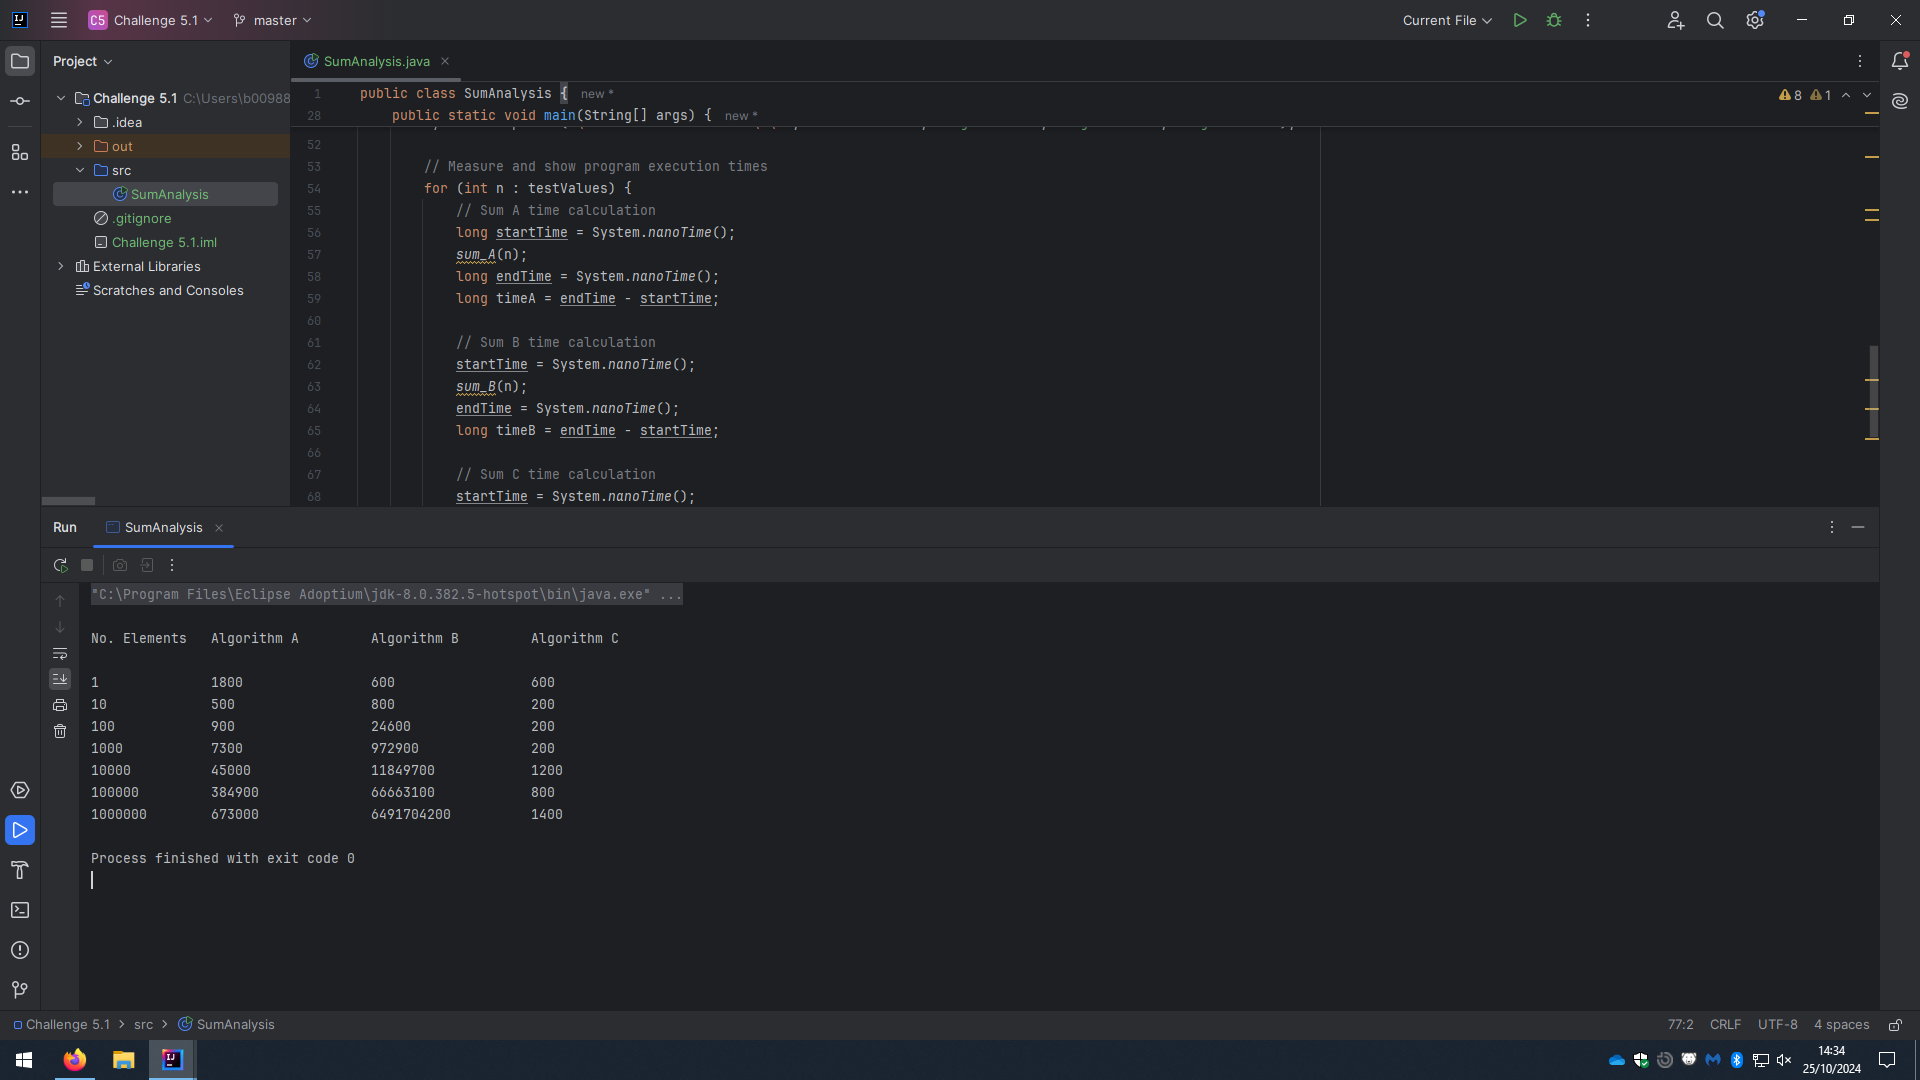 C5 Challenge 5.1 master Current File
Project
SumAnalysis.java
Challenge 5.1 C:\Users\b00988
.idea
out
src
SumAnalysis
.gitignore
Challenge 5.1.iml
External Libraries
Scratches and Consoles
1 public class SumAnalysis { new *
28 public static void main(String[] args) { new *
8 1
52
53 // Measure and show program execution times
54 for (int n : testValues) {
55 // Sum A time calculation
56 long startTime = System.nanoTime();
57 sum_A(n);
58 long endTime = System.nanoTime();
59 long timeA = endTime - startTime;
60
61 // Sum B time calculation
62 startTime = System.nanoTime();
63 sum_B(n);
64 endTime = System.nanoTime();
65 long timeB = endTime - startTime;
66
67 // Sum C time calculation
68 startTime = System.nanoTime();
Run SumAnalysis
"C:\Program Files\Eclipse Adoptium\jdk-8.0.382.5-hotspot\bin\java.exe" ...
No. Elements Algorithm A Algorithm B Algorithm C
1 1800 600 600
10 500 800 200
100 900 24600 200
1000 7300 972900 200
10000 45000 11849700 1200
100000 384900 66663100 800
1000000 673000 6491704200 1400
Process finished with exit code 0
Challenge 5.1 > src > SumAnalysis
77:2 CRLF UTF-8 4 spaces
14:34
25/10/2024